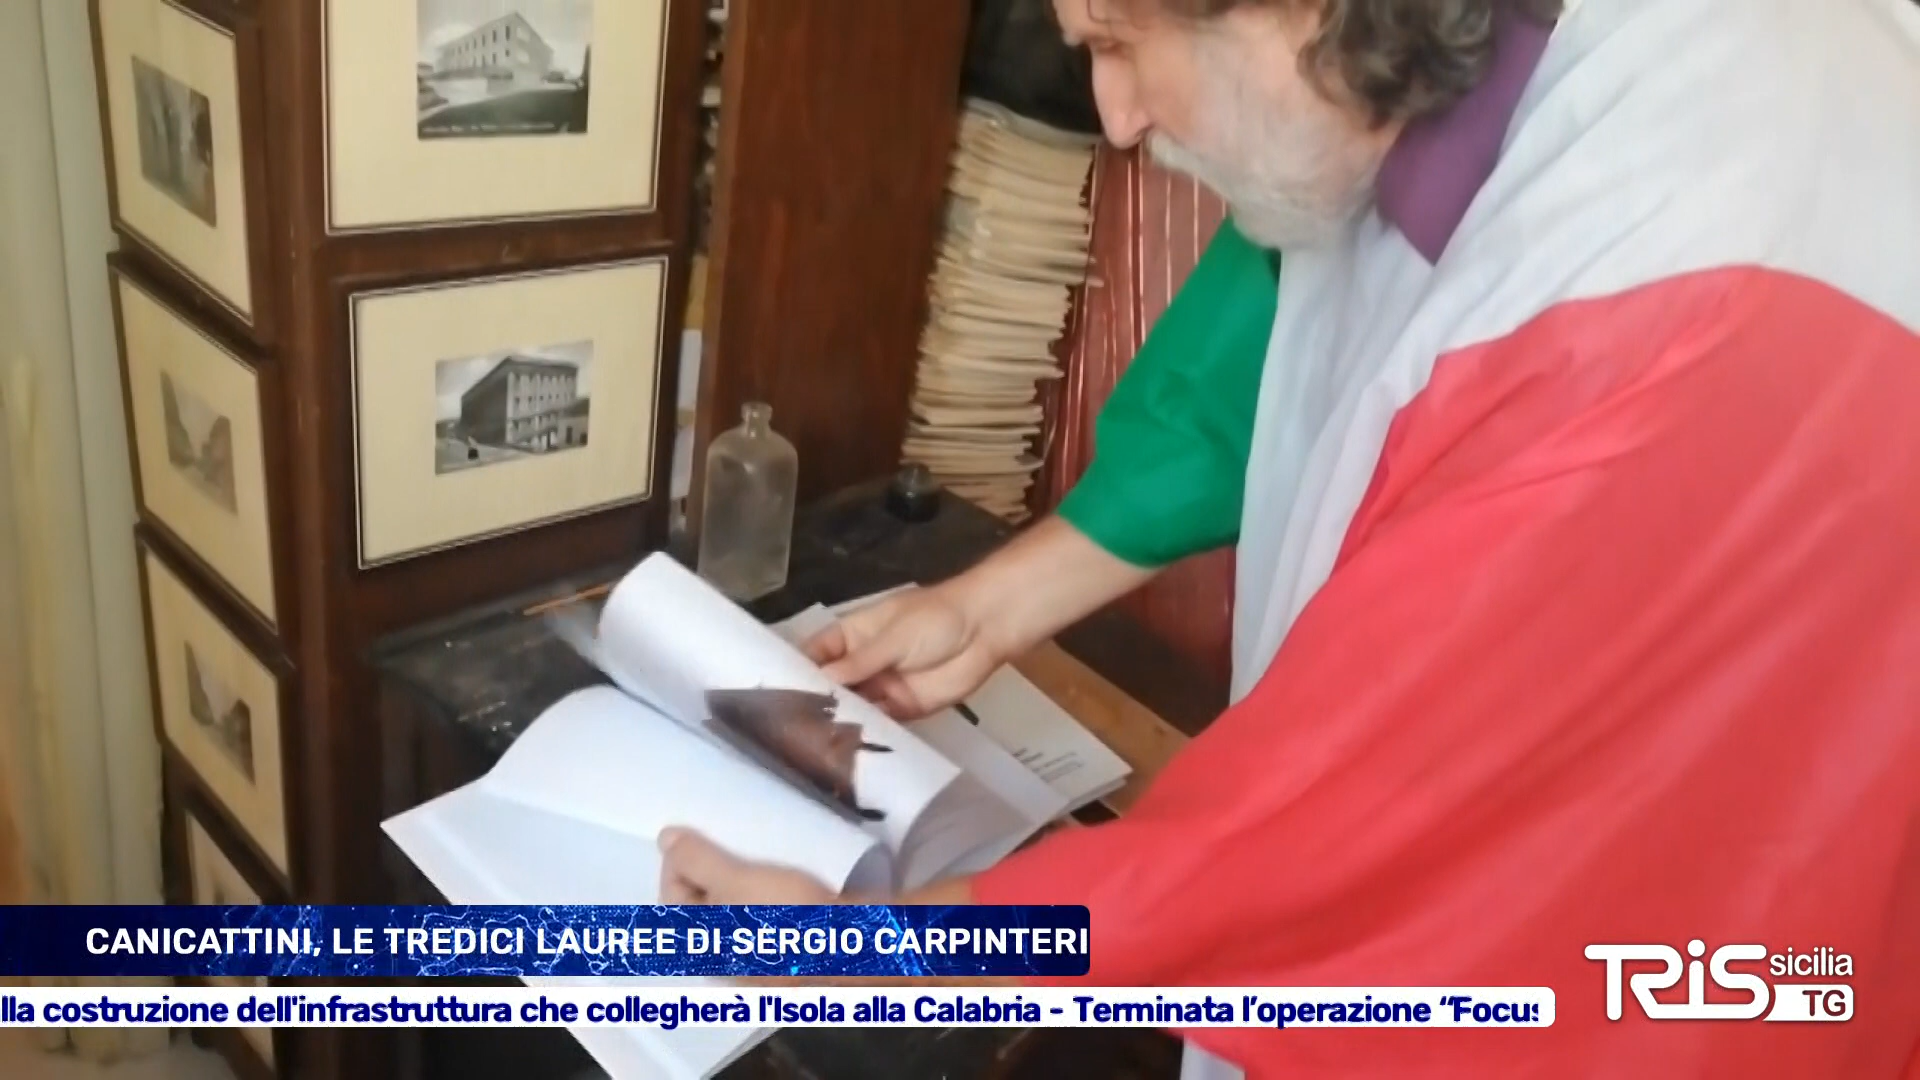 CANICATTINI, LE TREDICI LAUREE DI SERGIO CARPINTERI
lla costruzione dell'infrastruttura che collegherà l'Isola alla Calabria - Terminata l'operazione “Focus
TRIS sicilia
TG